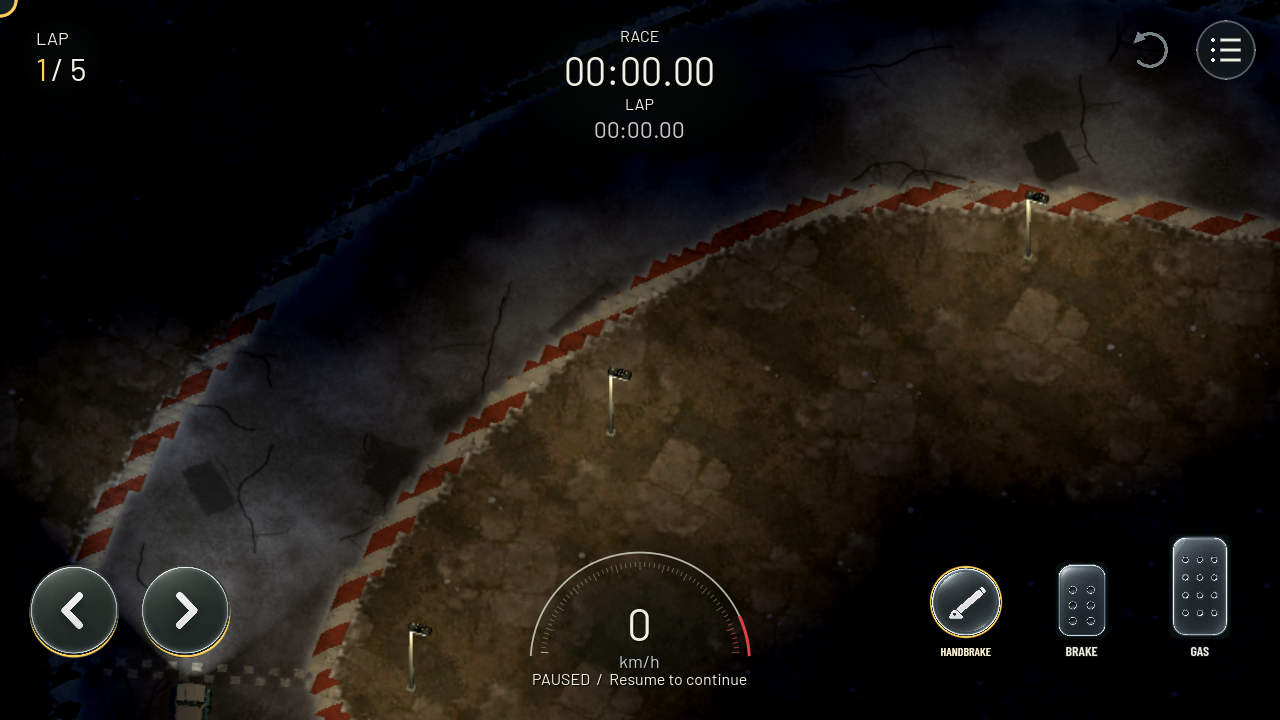 LAP
1 / 5
RACE
00:00.00
LAP
00:00.00
0
km/h
PAUSED / Resume to continue
HANDBRAKE
BRAKE
GAS